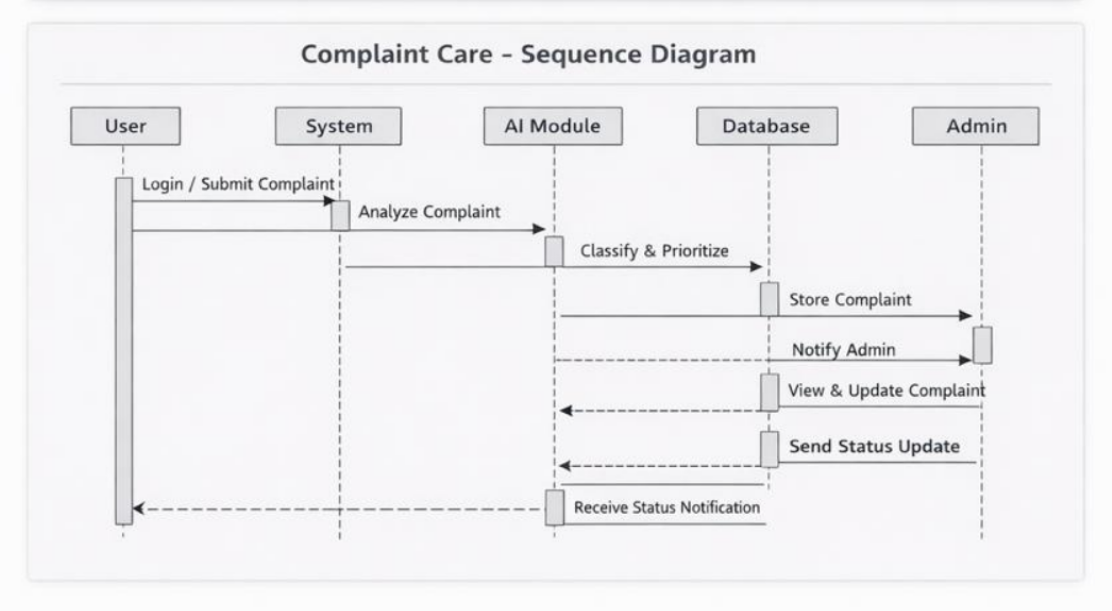 Complaint Care – Sequence Diagram
User System AI Module Database Admin
Login / Submit Complaint
Analyze Complaint
Classify & Prioritize
Store Complaint
Notify Admin
View & Update Complaint
Send Status Update
Receive Status Notification